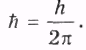 ℏ = h / 2π.